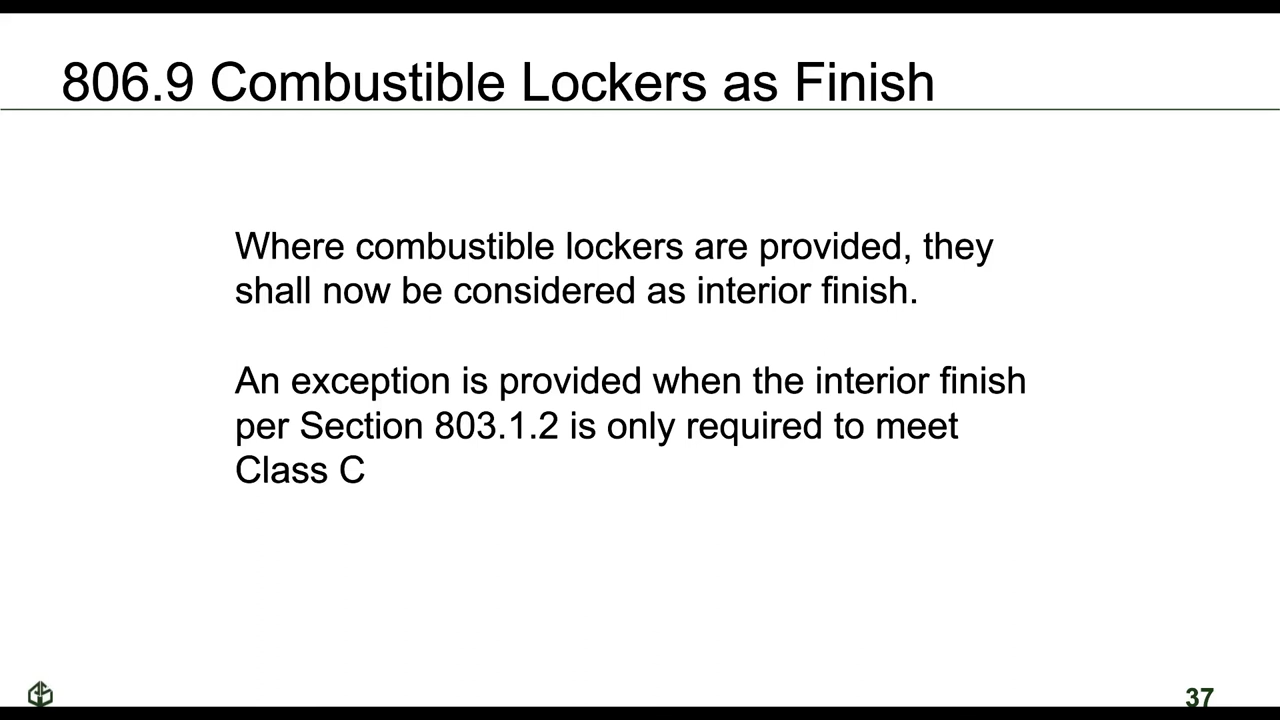 806.9 Combustible Lockers as Finish
Where combustible lockers are provided, they
shall now be considered as interior finish.
An exception is provided when the interior finish
per Section 803.1.2 is only required to meet
Class C
37